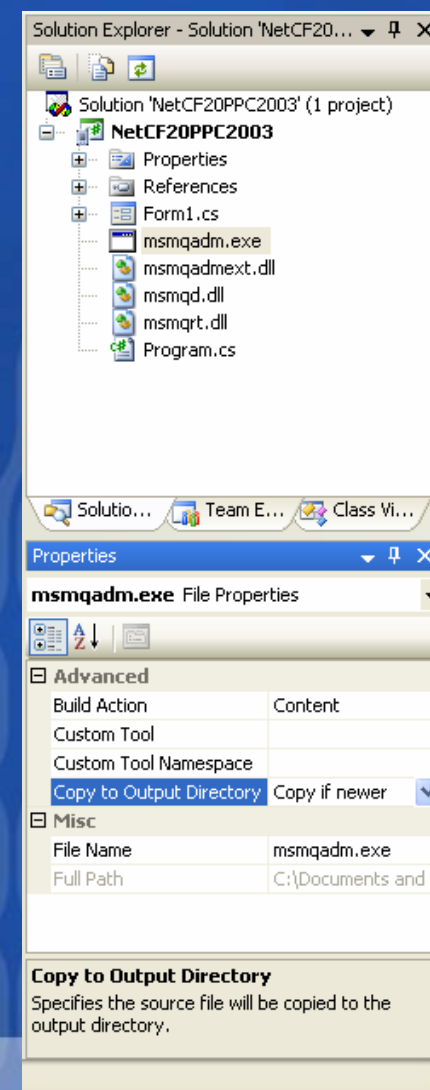 Solution Explorer - Solution 'NetCF20...
Solution 'NetCF20PPC2003' (1 project)
NetCF20PPC2003
Properties
References
Form1.cs
msmqadm.exe
msmqadmext.dll
msmqd.dll
msmqrt.dll
Program.cs
Solutio... Team E... Class Vi...
Properties
msmqadm.exe File Properties
Advanced
Build Action Content
Custom Tool
Custom Tool Namespace
Copy to Output Directory Copy if newer
Misc
File Name msmqadm.exe
Full Path C:\Documents and
Copy to Output Directory
Specifies the source file will be copied to the
output directory.